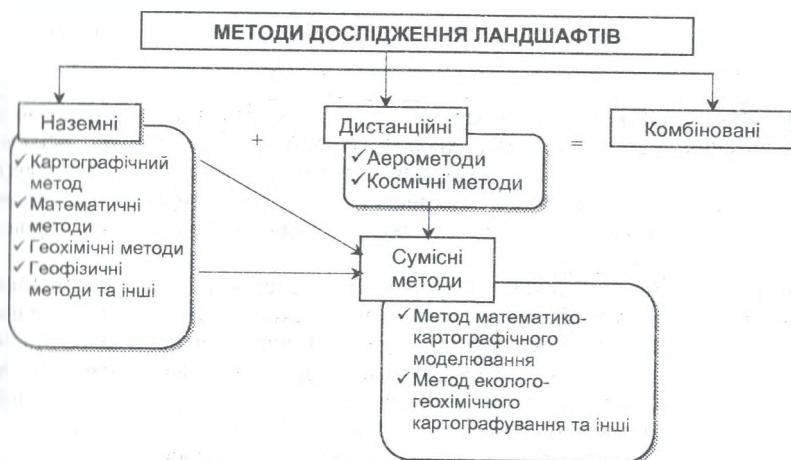 МЕТОДИ ДОСЛІДЖЕННЯ ЛАНДШАФТІВ
Наземні
+
Дистанційні
=
Комбіновані
✓ Картографічний
метод
✓ Математичні
методи
✓ Геохімічні методи
✓ Геофізичні
методи та інші
✓ Аерометоди
✓ Космічні методи
Сумісні
методи
✓ Метод математико-
картографічного
моделювання
✓ Метод еколого-
геохімічного
картографування та інші